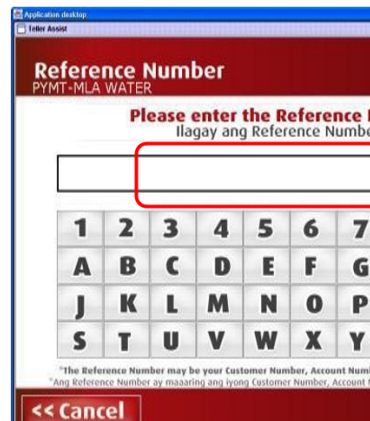 Application desktop
Teller Assist
Reference Number
PYMT-MLA WATER
Please enter the Reference
Ilagay ang Reference Numbe
1 2 3 4 5 6 7
A B C D E F G
J K L M N O P
S T U V W X Y
*The Reference Number may be your Customer Number, Account Num
*Ang Reference Number ay maaaring ang iyong Customer Number, Account
<< Cancel